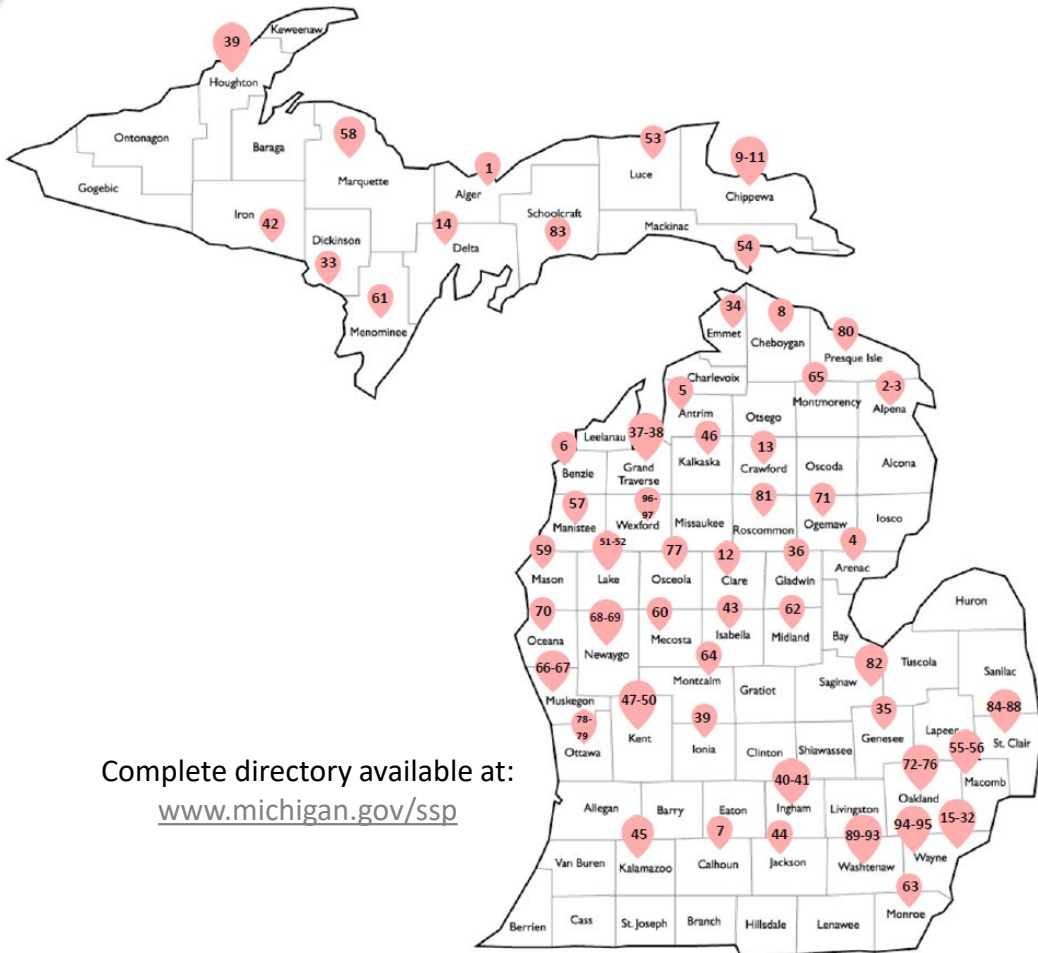 Keweenaw
39
Houghton
Ontonagon
Baraga
Gogebic
58
Marquette
1
Alger
53
Luce
9-11
Chippewa
Iron
42
Dickinson
33
14
Delta
Schoolcraft
83
Mackinac
54
61
Menominee
34
Emmet
8
Cheboygan
80
Presque Isle
Charlevoix
65
Montmorency
2-3
Alpena
5
Antrim
Otsego
Leelanau
37-38
Grand
Traverse
46
Kalkaska
13
Crawford
Oscoda
Alcona
6
Benzie
57
Manistee
96-
97
Wexford
Missaukee
81
Roscommon
71
Ogemaw
Iosco
59
Mason
51-52
Lake
77
Osceola
12
Clare
36
Gladwin
4
Arenac
Huron
70
Oceana
68-69
Newaygo
60
Mecosta
43
Isabella
62
Midland
Bay
66-67
Muskegon
64
Montcalm
Gratiot
82
Saginaw
Tuscola
Sanilac
78-
79
Ottawa
47-50
Kent
39
Ionia
Clinton
Shiawassee
35
Genesee
Lapeer
84-88
St. Clair
55-56
Macomb
72-76
Oakland
Complete directory available at:
www.michigan.gov/ssp
Allegan
Barry
Eaton
40-41
Ingham
Livingston
94-95
15-32
Wayne
Van Buren
45
Kalamazoo
7
Calhoun
44
Jackson
89-93
Washtenaw
63
Monroe
Berrien
Cass
St. Joseph
Branch
Hillsdale
Lenawee